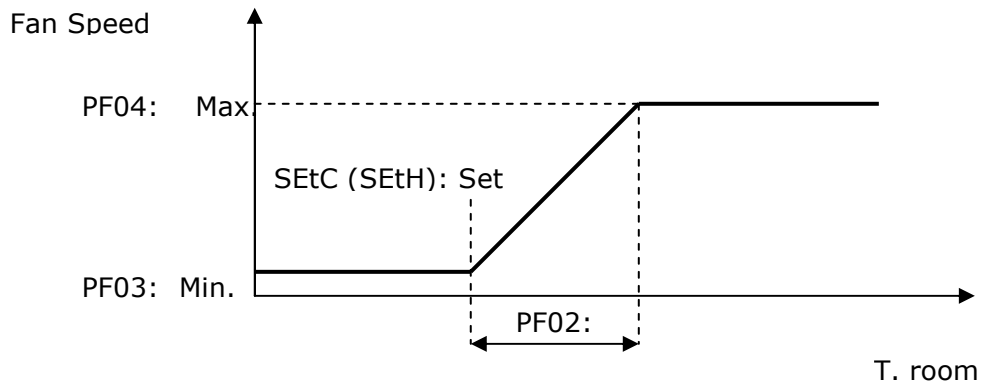 Fan Speed
PF04: Max.
SEtC (SEtH): Set
PF03: Min.
PF02:
T. room